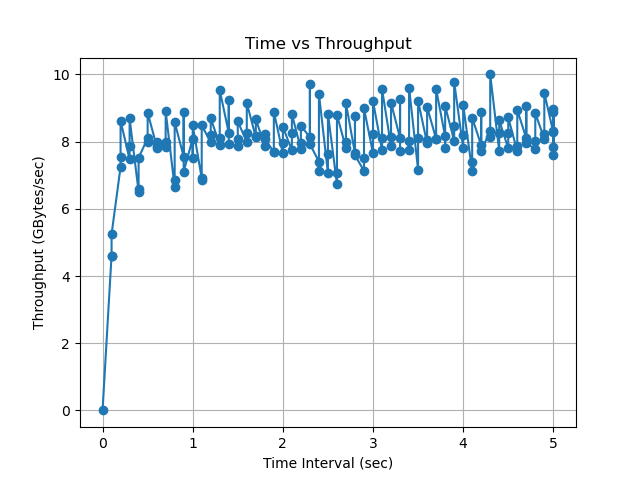 Time vs Throughput
Throughput (GBytes/sec)
10
8
6
4
2
0
0 1 2 3 4 5
Time Interval (sec)